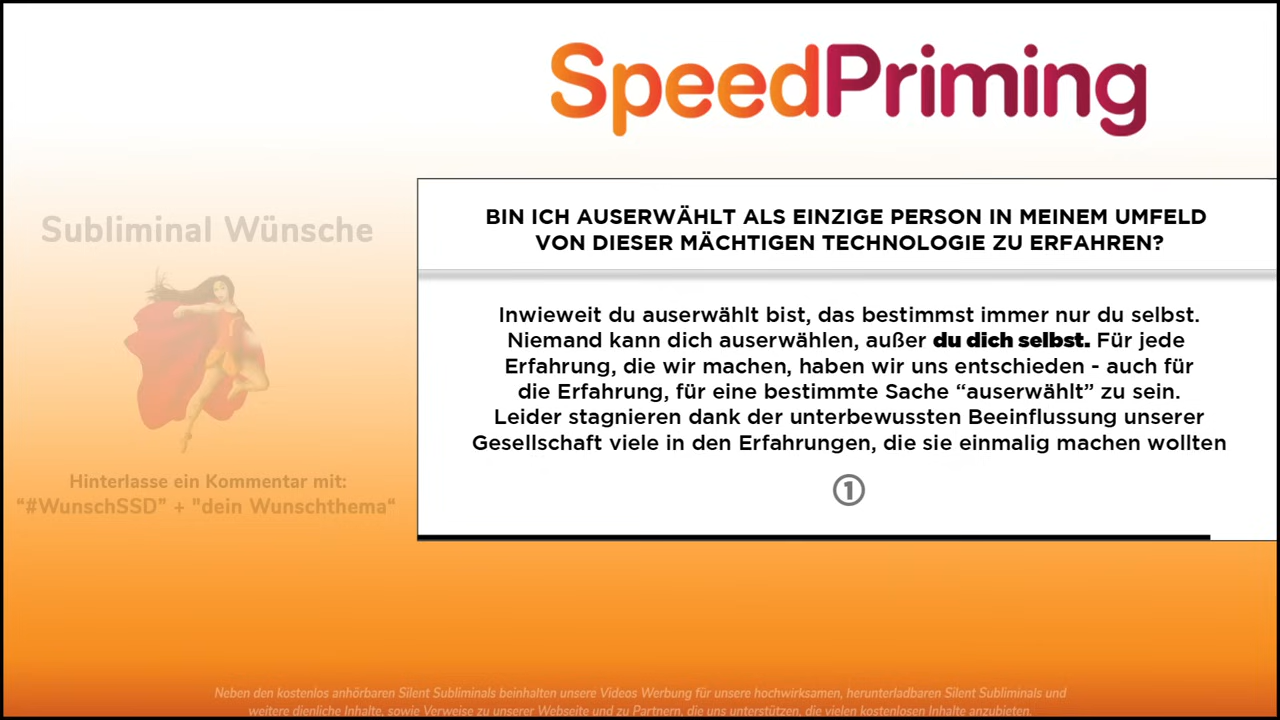 SpeedPriming
BIN ICH AUSERWÄHLT ALS EINZIGE PERSON IN MEINEM UMFELD
VON DIESER MÄCHTIGEN TECHNOLOGIE ZU ERFAHREN?
Subliminal Wünsche
Hinterlasse ein Kommentar mit:
“#WunschSSD” + "dein Wunschthema“
Inwieweit du auserwählt bist, das bestimmst immer nur du selbst.
Niemand kann dich auserwählen, außer du dich selbst. Für jede
Erfahrung, die wir machen, haben wir uns entschieden - auch für
die Erfahrung, für eine bestimmte Sache “auserwählt” zu sein.
Leider stagnieren dank der unterbewussten Beeinflussung unserer
Gesellschaft viele in den Erfahrungen, die sie einmalig machen wollten
①
Neben den kostenlos anhörbaren Silent Subliminals beinhalten unsere Videos Werbung für unsere hochwirksamen, herunterladbaren Silent Subliminals und
weitere dienliche Inhalte, sowie Verweise zu unserer Webseite und zu Partnern, die uns unterstützen, die vielen kostenlosen Inhalte anzubieten.